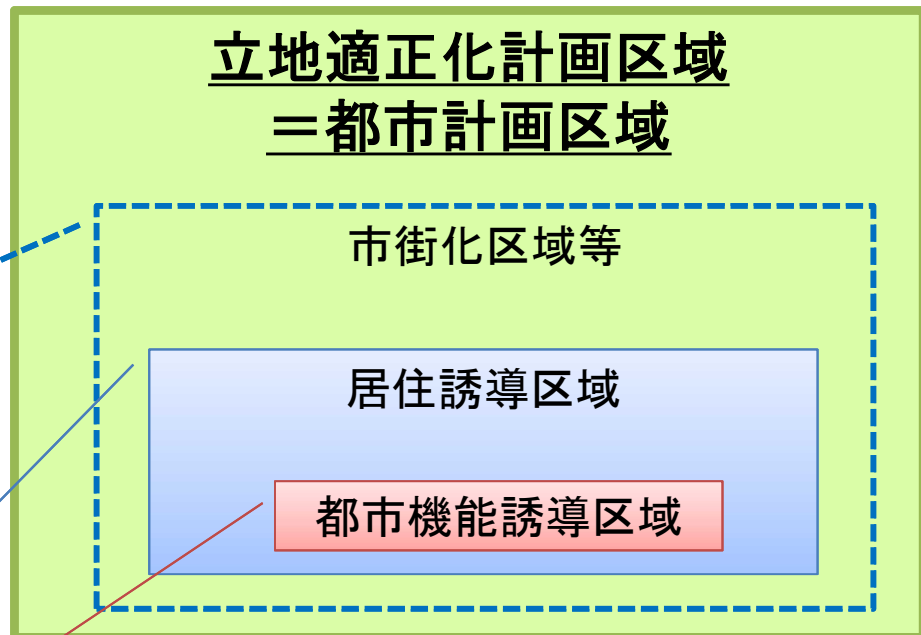 立地適正化計画区域
＝都市計画区域
市街化区域等
居住誘導区域
都市機能誘導区域